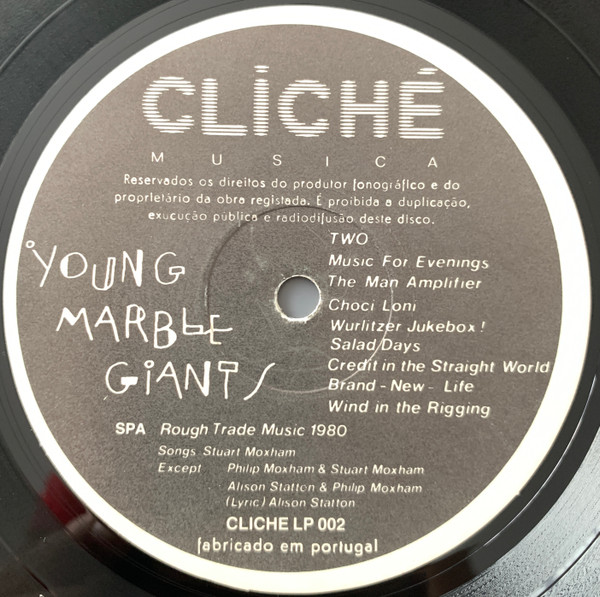 CLiCHÉ
MUSICA
Reservados os direitos do produtor fonográfico e do
proprietário da obra registada. É proibida a duplicação,
execução pública e radiodifusão deste disco.
YOUNG
MARBLE
GiANTS
TWO
Music For Evenings
The Man Amplifier
Choci Loni
Wurlitzer Jukebox!
Salad Days
Credit in the Straight World
Brand-New-Life
Wind in the Rigging
SPA Rough Trade Music 1980
Songs Stuart Moxham
Except Philip Moxham & Stuart Moxham
Alison Statton & Philip Moxham
(Lyric) Alison Statton
CLICHE LP 002
fabricado em portugal